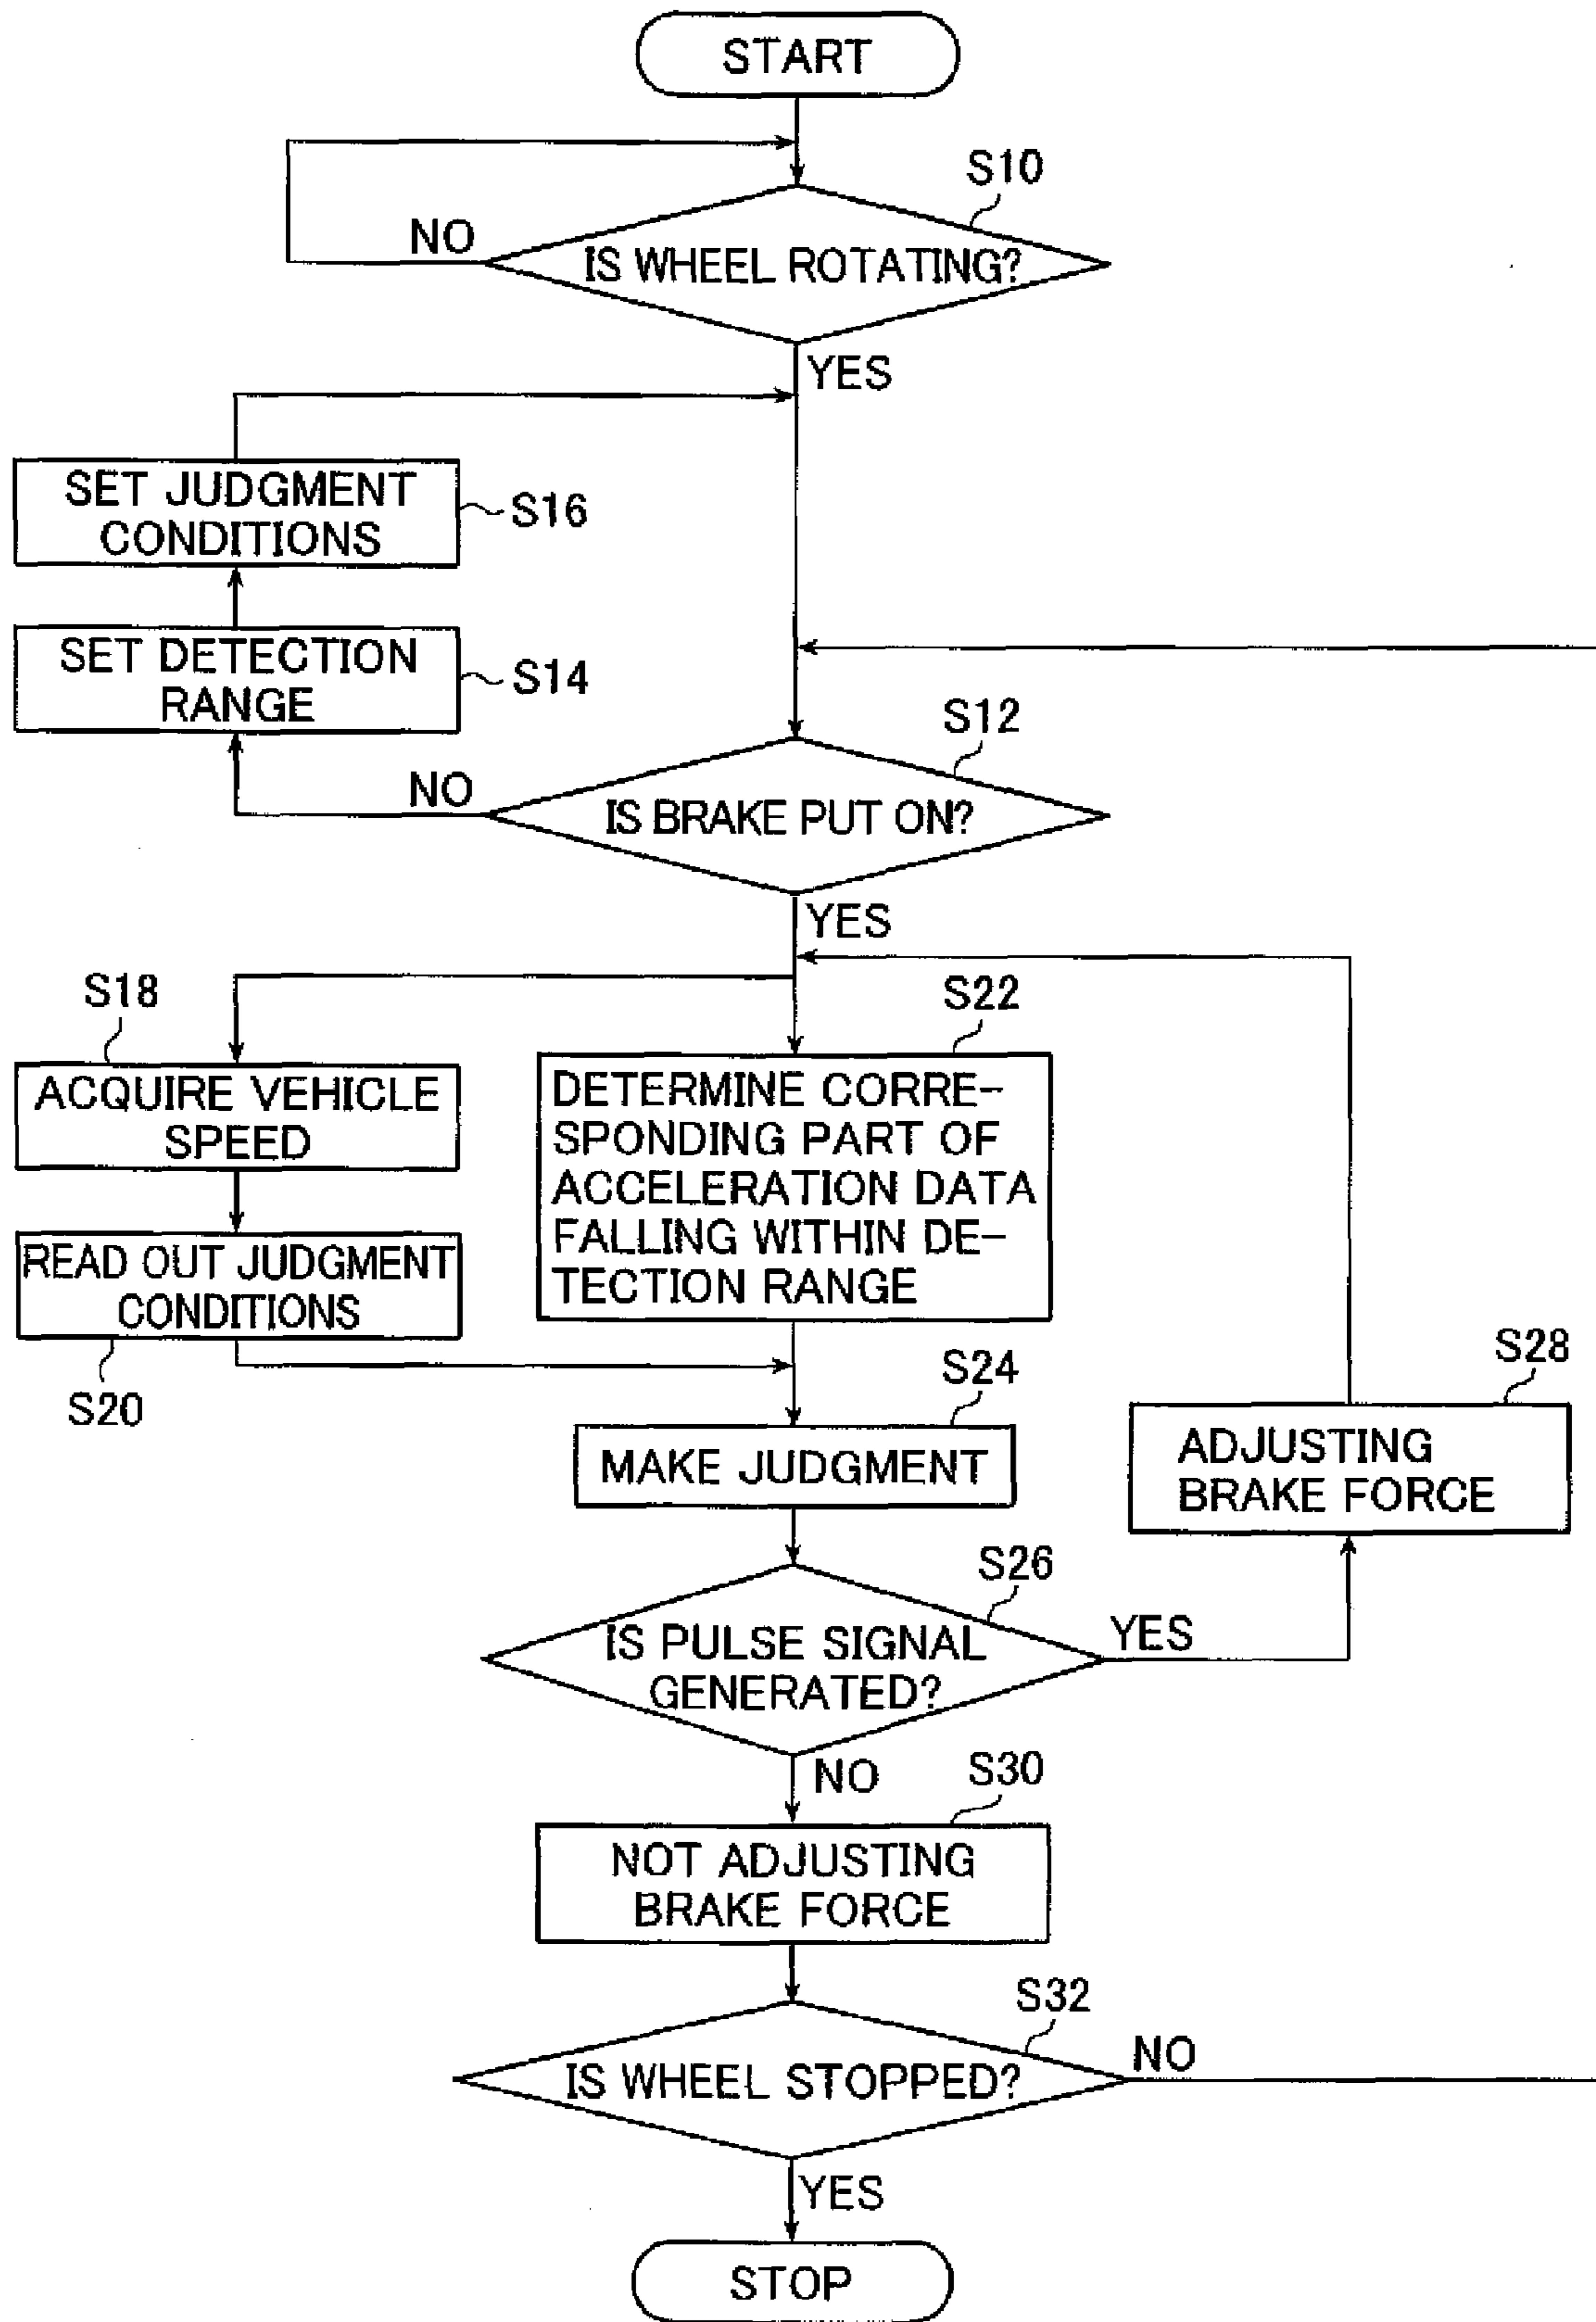 START
S10
NO
IS WHEEL ROTATING?
YES
SET JUDGMENT
CONDITIONS
S16
SET DETECTION
RANGE
S14
S12
NO
IS BRAKE PUT ON?
YES
S18
S22
ACQUIRE VEHICLE
SPEED
DETERMINE CORRE-
SPONDING PART OF
ACCELERATION DATA
FALLING WITHIN DE-
TECTION RANGE
READ OUT JUDGMENT
CONDITIONS
S20
S24
S28
MAKE JUDGMENT
ADJUSTING
BRAKE FORCE
S26
IS PULSE SIGNAL
GENERATED?
YES
NO
S30
NOT ADJUSTING
BRAKE FORCE
S32
IS WHEEL STOPPED?
NO
YES
STOP